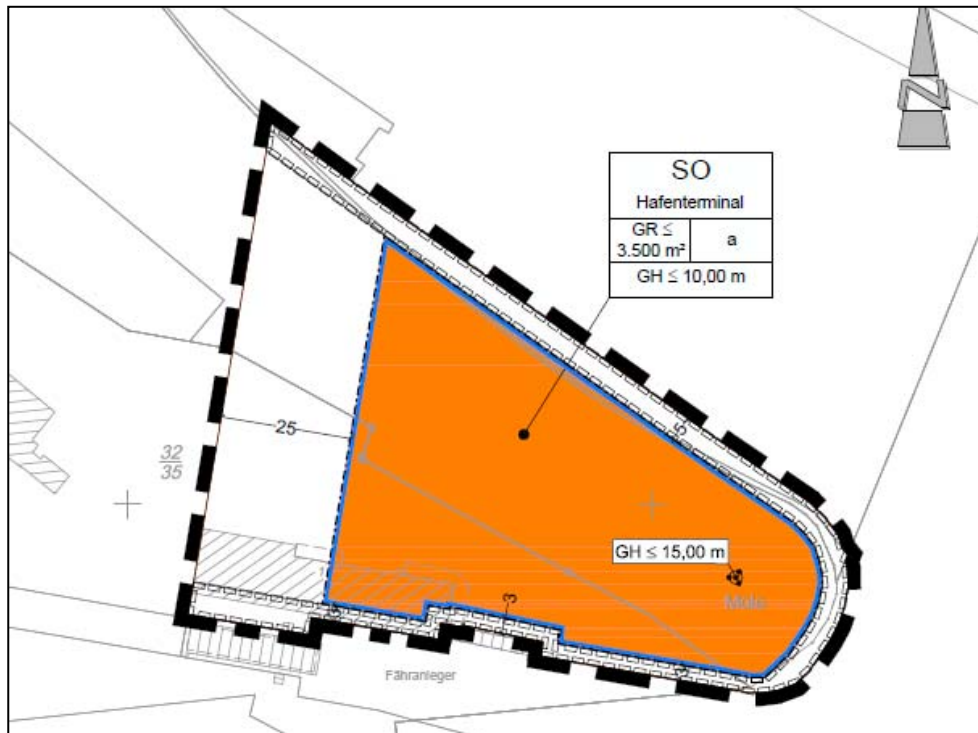 N
SO
Hafenterminal
GR ≤
3.500 m²
a
GH ≤ 10,00 m
5
25
32
35
GH ≤ 15,00 m
Mole
3
Fähranleger